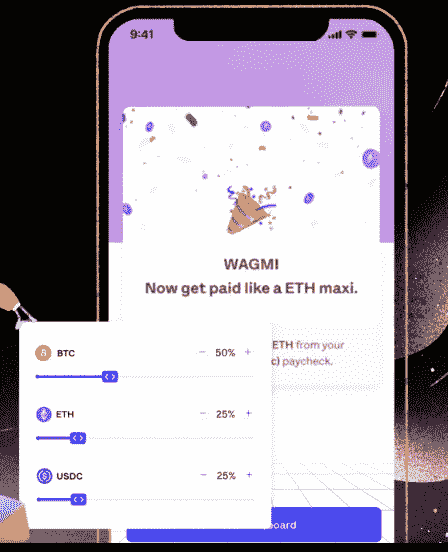 9:41
WAGMI
Now get paid like a ETH maxi.
ETH from your
c) paycheck.
BTC − 50% +
ETH − 25% +
USDC − 25% +
oard